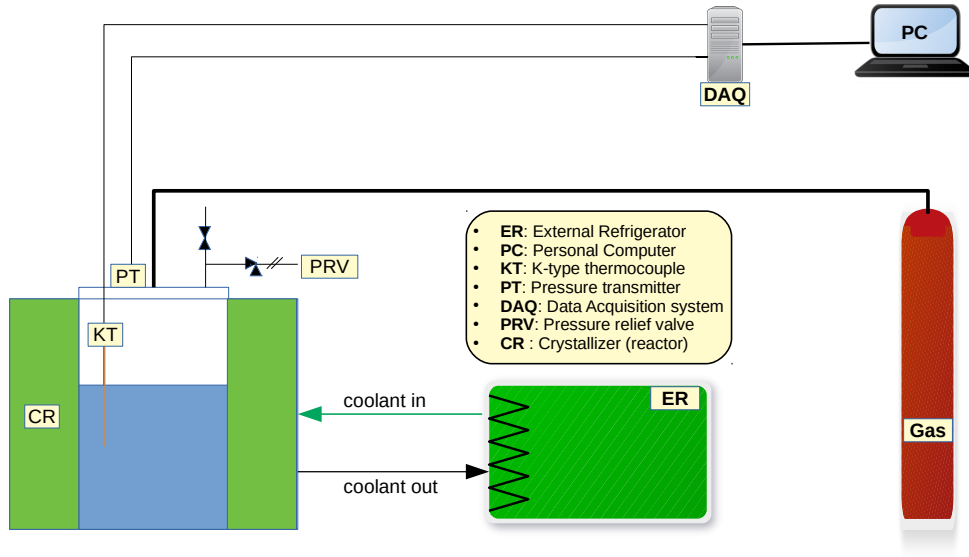 PC
DAQ
PRV
PT
• ER: External Refrigerator
• PC: Personal Computer
• KT: K-type thermocouple
• PT: Pressure transmitter
• DAQ: Data Acquisition system
• PRV: Pressure relief valve
• CR : Crystallizer (reactor)
KT
CR
coolant in
coolant out
ER
Gas